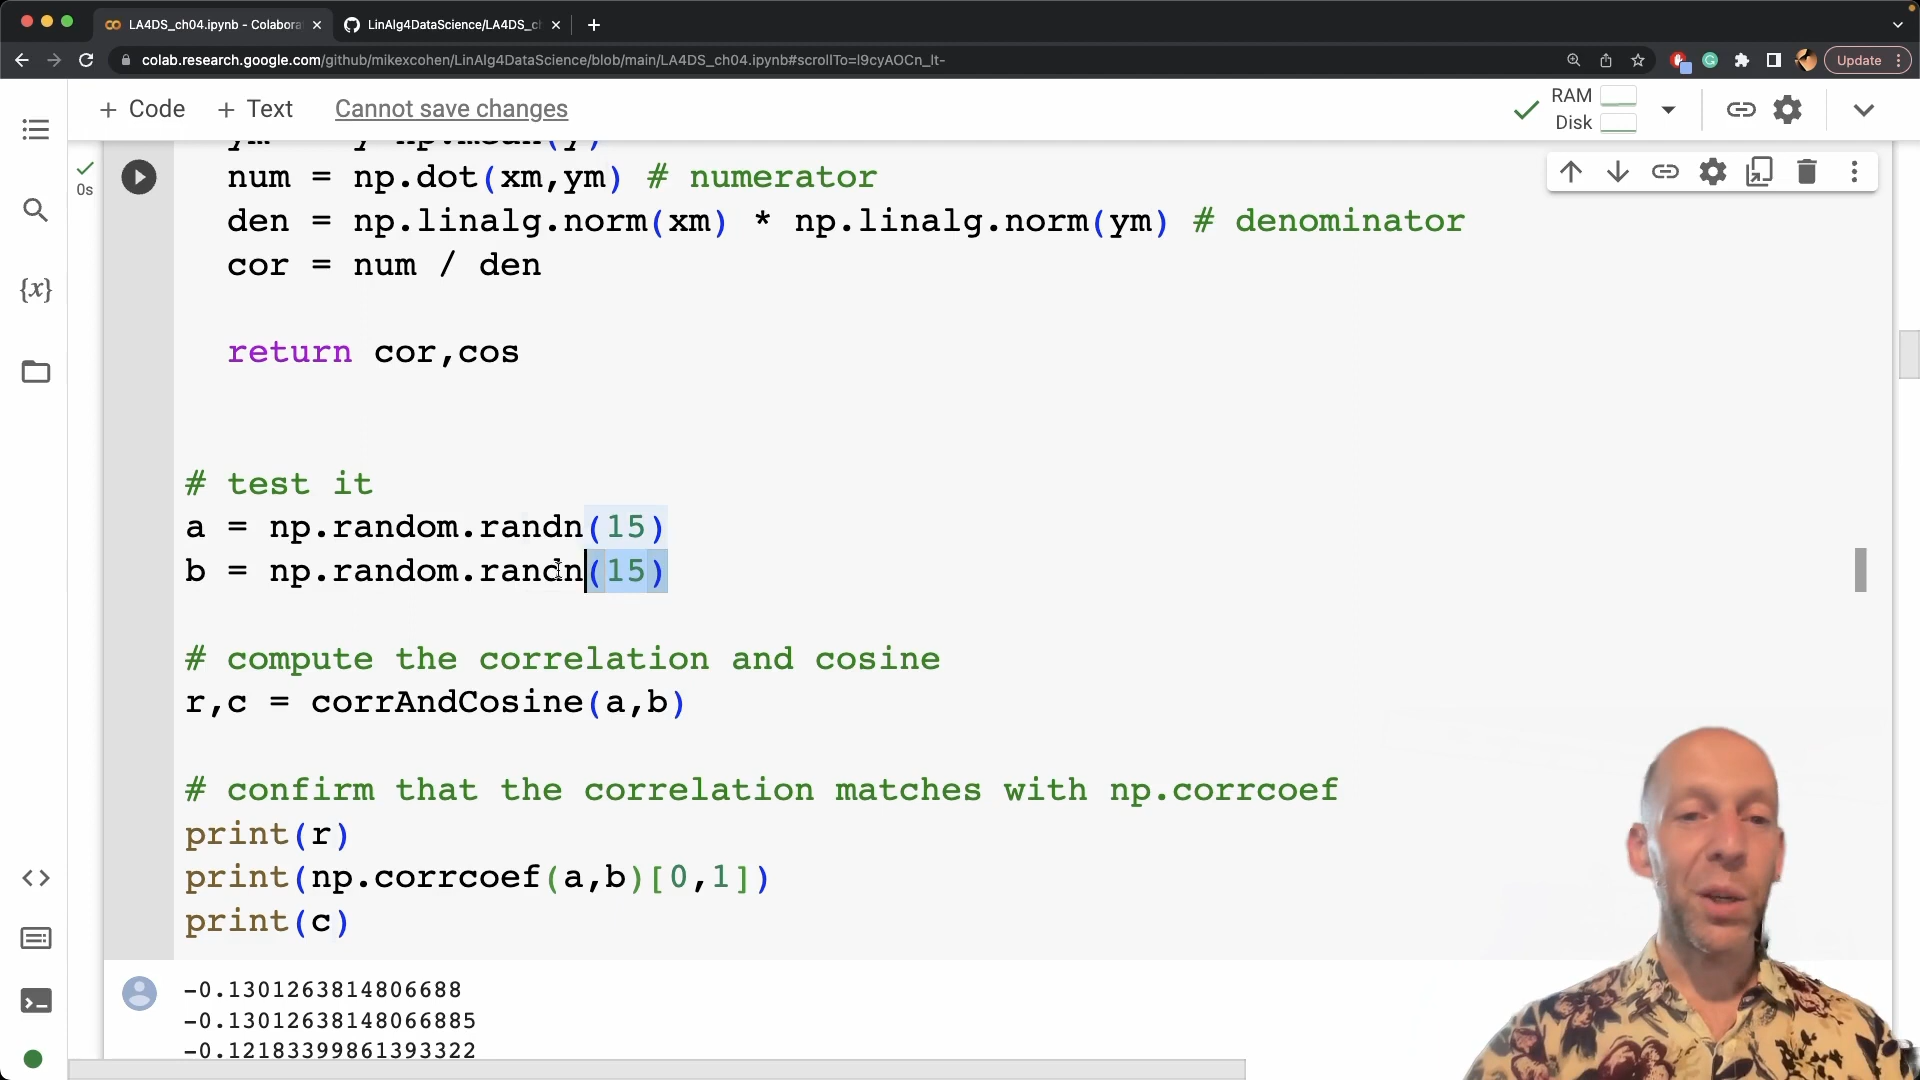 LA4DS_ch04.ipynb - Colabora
LinAlg4DataScience/LA4DS_c
colab.research.google.com/github/mikexcohen/LinAlg4DataScience/blob/main/LA4DS_ch04.ipynb#scrollTo=I9cyAOCn_lt-
Update
+ Code + Text Cannot save changes
RAM
Disk
0s
num = np.dot(xm,ym) # numerator
den = np.linalg.norm(xm) * np.linalg.norm(ym) # denominator
cor = num / den
{x}
return cor,cos
# test it
a = np.random.randn(15)
b = np.random.randn(15)
# compute the correlation and cosine
r,c = corrAndCosine(a,b)
# confirm that the correlation matches with np.corrcoef
print(r)
print(np.corrcoef(a,b)[0,1])
print(c)
-0.1301263814806688
-0.13012638148066885
-0.12183399861393322